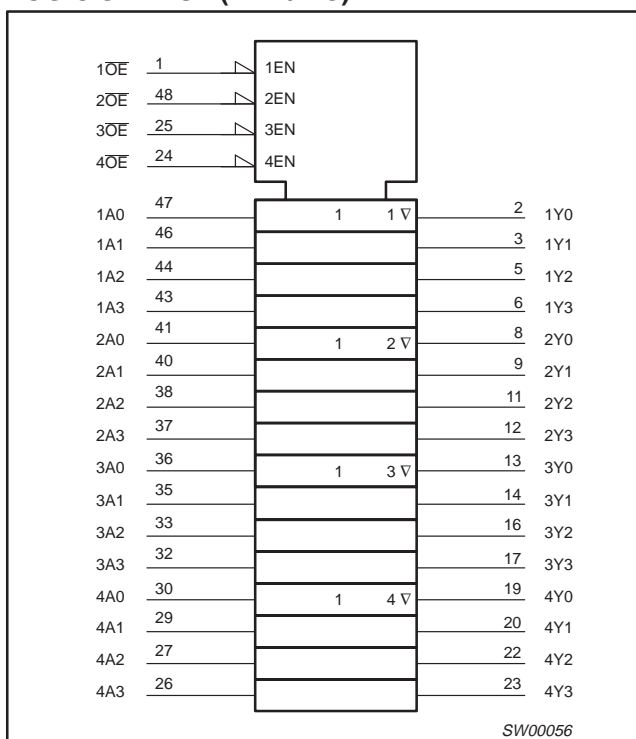 1O̅E̅ 1 1EN
2O̅E̅ 48 2EN
3O̅E̅ 25 3EN
4O̅E̅ 24 4EN
1A0 47 1 1 ∇ 2 1Y0
1A1 46 3 1Y1
1A2 44 5 1Y2
1A3 43 6 1Y3
2A0 41 1 2 ∇ 8 2Y0
2A1 40 9 2Y1
2A2 38 11 2Y2
2A3 37 12 2Y3
3A0 36 1 3 ∇ 13 3Y0
3A1 35 14 3Y1
3A2 33 16 3Y2
3A3 32 17 3Y3
4A0 30 1 4 ∇ 19 4Y0
4A1 29 20 4Y1
4A2 27 22 4Y2
4A3 26 23 4Y3
SW00056